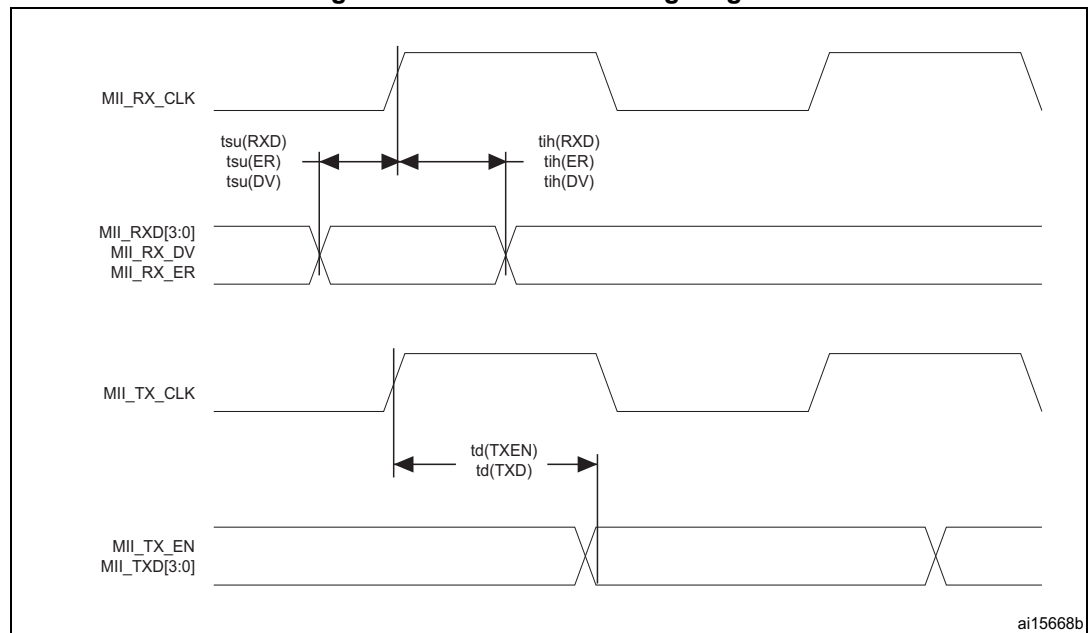 MII_RX_CLK
tsu(RXD)
tsu(ER)
tsu(DV)
tih(RXD)
tih(ER)
tih(DV)
MII_RXD[3:0]
MII_RX_DV
MII_RX_ER
MII_TX_CLK
td(TXEN)
td(TXD)
MII_TX_EN
MII_TXD[3:0]
ai15668b